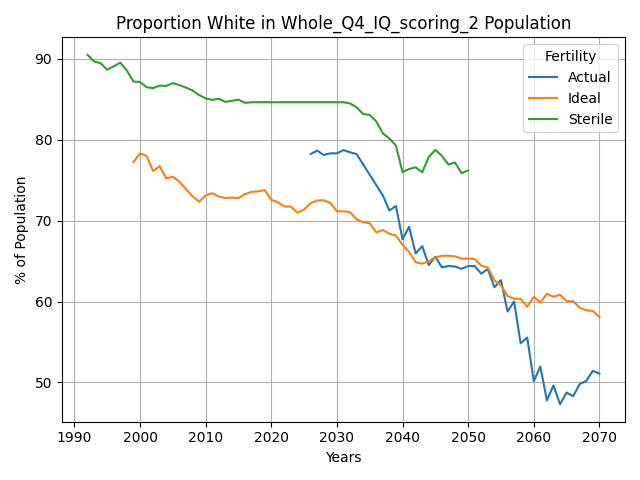 Proportion White in Whole_Q4_IQ_scoring_2 Population
Fertility
Actual
Ideal
Sterile
% of Population
90
80
70
60
50
1990 2000 2010 2020 2030 2040 2050 2060 2070
Years